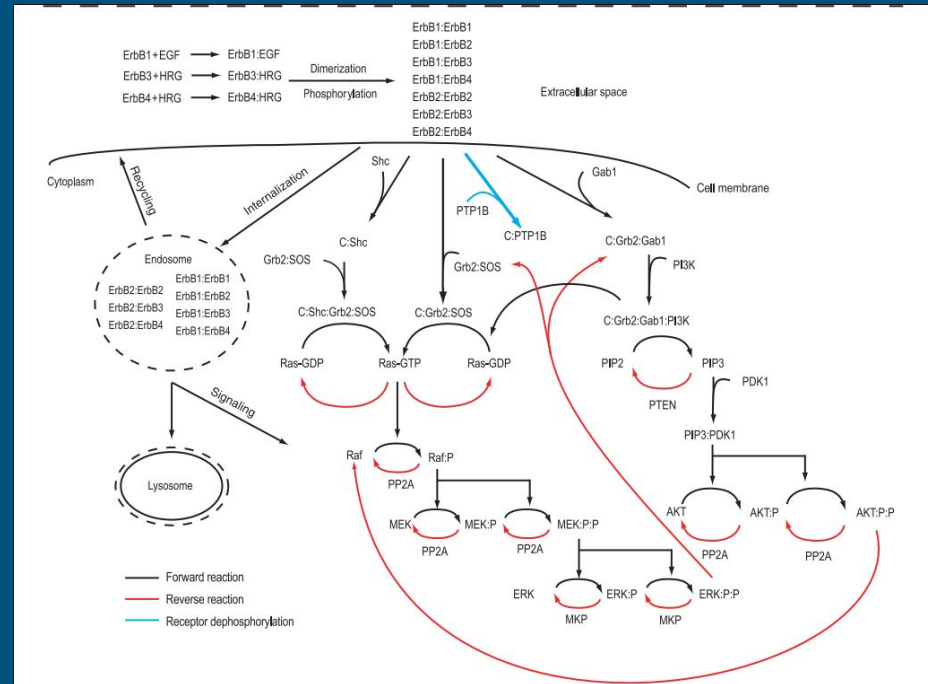 ErbB1+EGF
ErbB1:EGF
ErbB3+HRG
ErbB3:HRG
ErbB4+HRG
ErbB4:HRG
Dimerization
Phosphorylation
ErbB1:ErbB1
ErbB1:ErbB2
ErbB1:ErbB3
ErbB1:ErbB4
ErbB2:ErbB2
ErbB2:ErbB3
ErbB2:ErbB4
Extracellular space
Cytoplasm
Recycling
Internalization
Shc
PTP1B
C:PTP1B
Gab1
Cell membrane
Endosome
ErbB2:ErbB2
ErbB2:ErbB3
ErbB2:ErbB4
ErbB1:ErbB1
ErbB1:ErbB2
ErbB1:ErbB3
ErbB1:ErbB4
C:Shc
Grb2:SOS
Grb2:SOS
C:Grb2:Gab1
PI3K
C:Shc:Grb2:SOS
C:Grb2:SOS
C:Grb2:Gab1:PI3K
Ras-GDP
Ras-GTP
Ras-GDP
PIP2
PIP3
PTEN
PDK1
PIP3:PDK1
Signaling
Lysosome
Raf
Raf:P
PP2A
MEK
MEK:P
MEK:P:P
PP2A
PP2A
AKT
AKT:P
AKT:P:P
PP2A
PP2A
ERK
ERK:P
ERK:P:P
MKP
MKP
Forward reaction
Reverse reaction
Receptor dephosphorylation